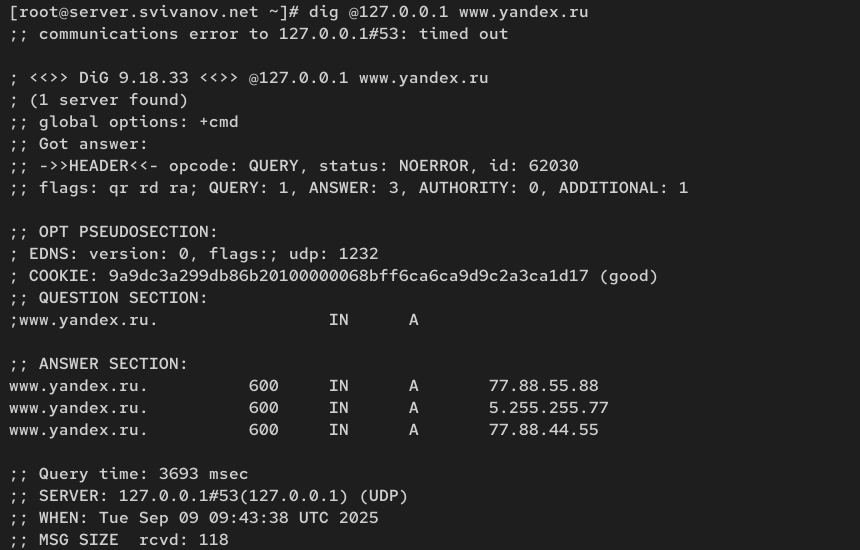 [root@server.svivanov.net ~]# dig @127.0.0.1 www.yandex.ru
;; communications error to 127.0.0.1#53: timed out
; <<>> DiG 9.18.33 <<>> @127.0.0.1 www.yandex.ru
; (1 server found)
;; global options: +cmd
;; Got answer:
;; ->>HEADER<<- opcode: QUERY, status: NOERROR, id: 62030
;; flags: qr rd ra; QUERY: 1, ANSWER: 3, AUTHORITY: 0, ADDITIONAL: 1
;; OPT PSEUDOSECTION:
; EDNS: version: 0, flags:; udp: 1232
; COOKIE: 9a9dc3a299db86b20100000068bff6ca6ca9d9c2a3ca1d17 (good)
;; QUESTION SECTION:
;www.yandex.ru. IN A
;; ANSWER SECTION:
www.yandex.ru. 600 IN A 77.88.55.88
www.yandex.ru. 600 IN A 5.255.255.77
www.yandex.ru. 600 IN A 77.88.44.55
;; Query time: 3693 msec
;; SERVER: 127.0.0.1#53(127.0.0.1) (UDP)
;; WHEN: Tue Sep 09 09:43:38 UTC 2025
;; MSG SIZE  rcvd: 118